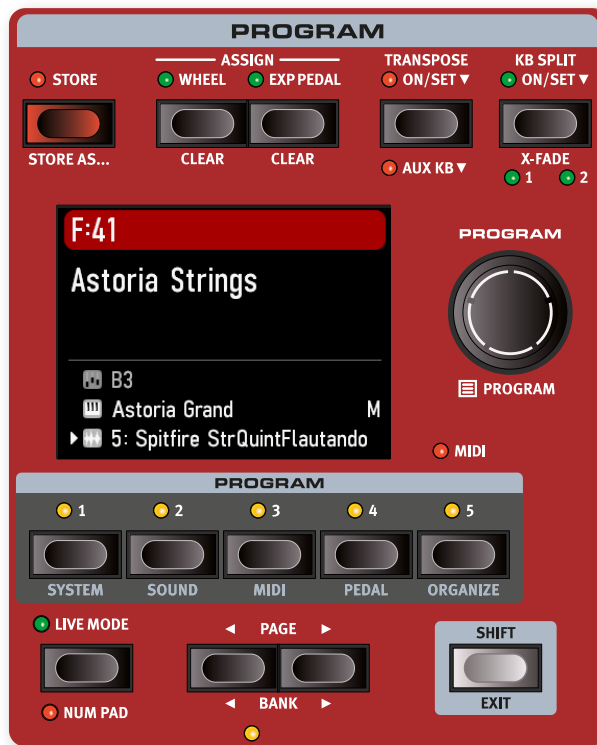 PROGRAM
ASSIGN
TRANSPOSE
KB SPLIT
STORE
WHEEL
EXP PEDAL
ON/SET ▼
ON/SET ▼
STORE AS...
CLEAR
CLEAR
AUX KB ▼
X-FADE
1 2
F:41
Astoria Strings
B3
Astoria Grand M
5: Spitfire StrQuintFlautando
PROGRAM
PROGRAM
MIDI
PROGRAM
1 2 3 4 5
SYSTEM SOUND MIDI PEDAL ORGANIZE
LIVE MODE
◄ PAGE ►
SHIFT
NUM PAD
◄ BANK ►
EXIT